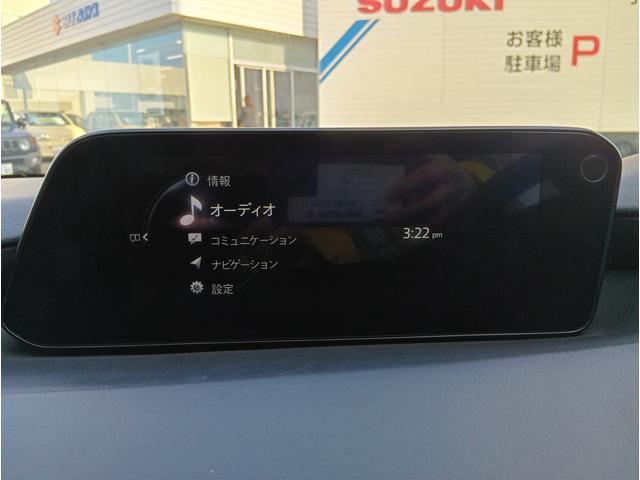 SUZUKI
SUZUKI
お客様
駐車場 P
情報
オーディオ
コミュニケーション
3:22 pm
ナビゲーション
設定